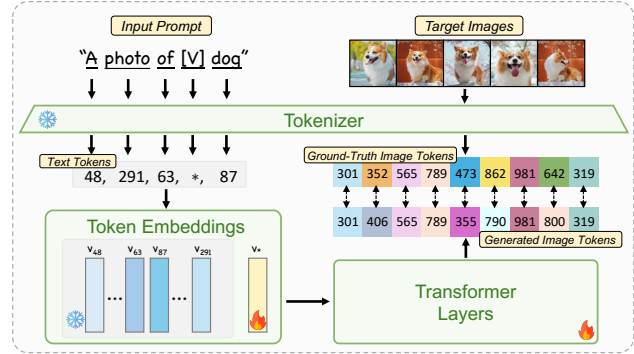 Input Prompt
Target Images
"A photo of [V] dog"
Tokenizer
Text Tokens
48, 291, 63, *, 87
Ground-Truth Image Tokens
301 352 565 789 473 862 981 642 319
301 406 565 789 355 790 981 800 319
Generated Image Tokens
Token Embeddings
V48 V63 V87 V291 V*
... ...
Transformer
Layers